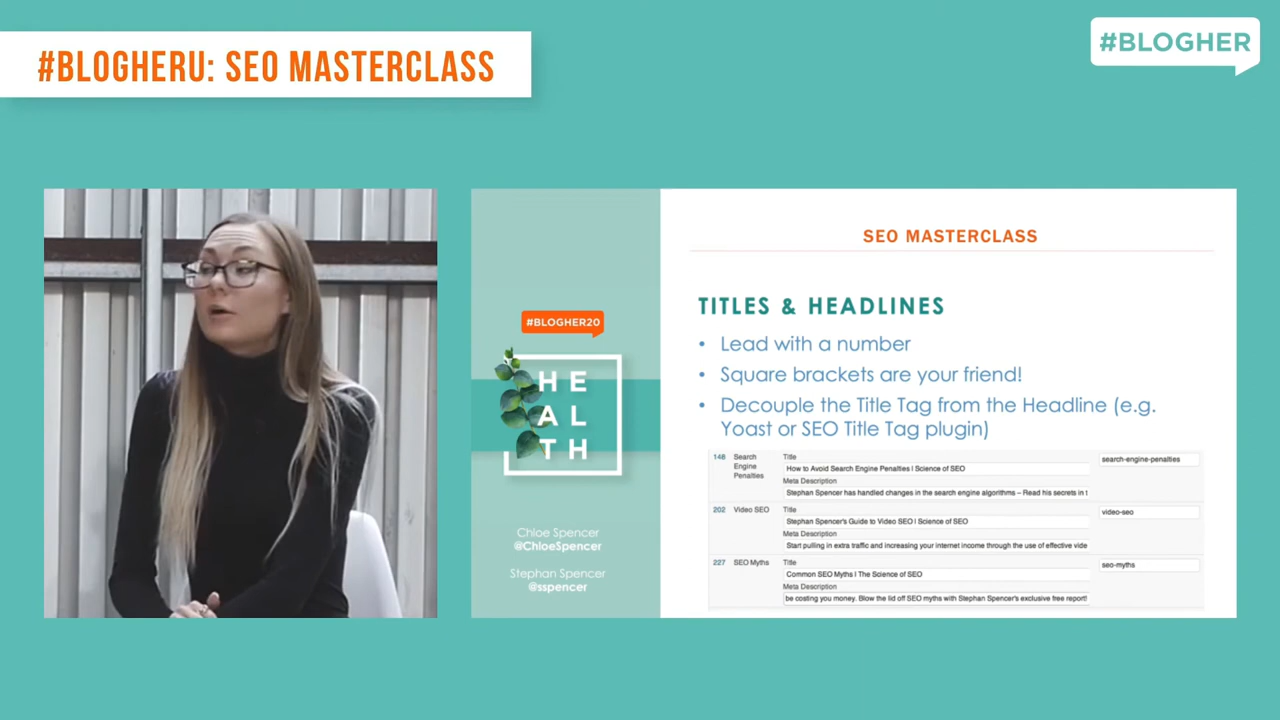 #BLOGHERU: SEO MASTERCLASS
#BLOGHER
#BLOGHER20
HE
AL
TH
Chloe Spencer
@ChloeSpencer
Stephan Spencer
@sspencer
SEO MASTERCLASS
TITLES & HEADLINES
• Lead with a number
• Square brackets are your friend!
• Decouple the Title Tag from the Headline (e.g.
Yoast or SEO Title Tag plugin)
148 Search Engine Penalties
Title
How to Avoid Search Engine Penalties | Science of SEO
Meta Description
Stephan Spencer has handled changes in the search engine algorithms – Read his secrets in t
search-engine-penalties
202 Video SEO
Title
Stephan Spencer's Guide to Video SEO | Science of SEO
Meta Description
Start pulling in extra traffic and increasing your internet income through the use of effective vide
video-seo
227 SEO Myths
Title
Common SEO Myths | The Science of SEO
Meta Description
be costing you money. Blow the lid off SEO myths with Stephan Spencer's exclusive free report!
seo-myths